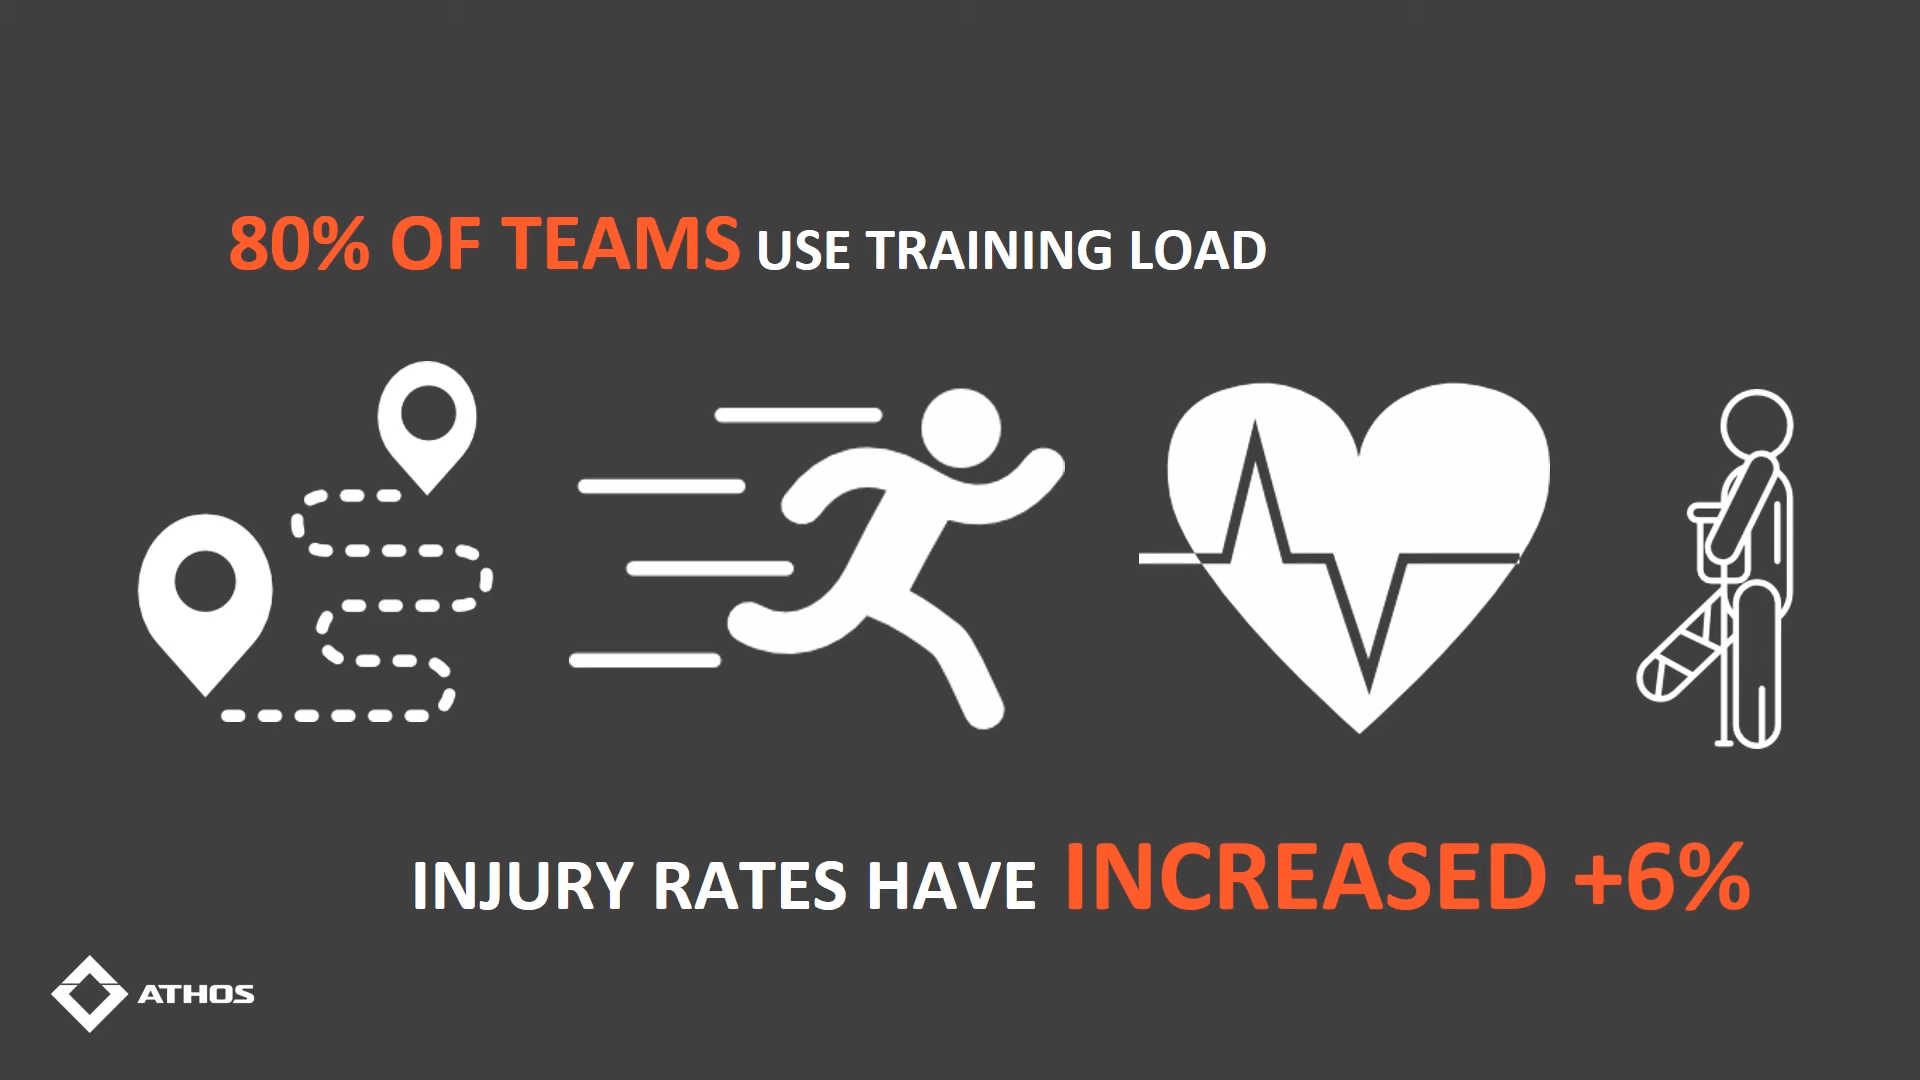 80% OF TEAMS USE TRAINING LOAD
INJURY RATES HAVE INCREASED +6%
ATHOS